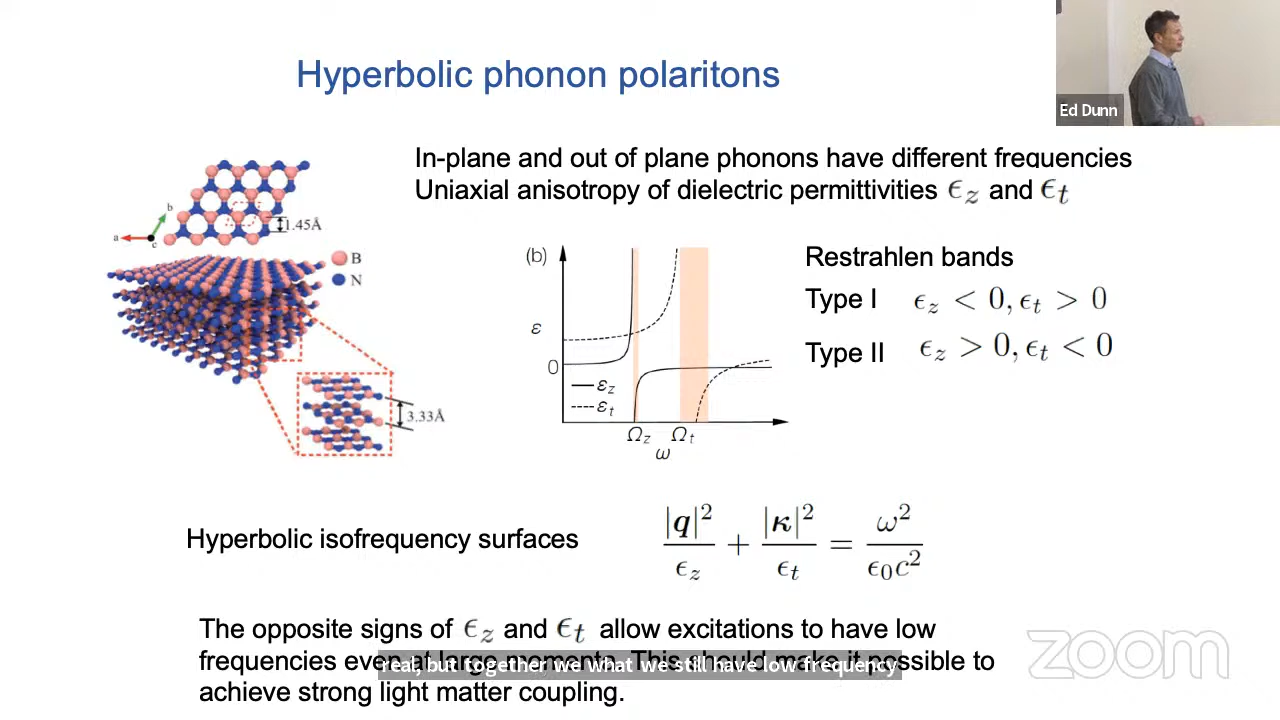 Hyperbolic phonon polaritons
Ed Dunn
In-plane and out of plane phonons have different frequencies
Uniaxial anisotropy of dielectric permittivities ϵz and ϵt
b
a
c
1.45Å
B
N
3.33Å
(b)
ε
0
εz
εt
Ωz Ωt
ω
Restrahlen bands
Type I ϵz < 0, ϵt > 0
Type II ϵz > 0, ϵt < 0
Hyperbolic isofrequency surfaces |q|²/ϵz + |κ|²/ϵt = ω²/ϵ0c²
The opposite signs of ϵz and ϵt allow excitations to have low
frequencies even at large momenta. This should make it possible to
real, but together we what we still have low frequency
achieve strong light matter coupling.
zoom